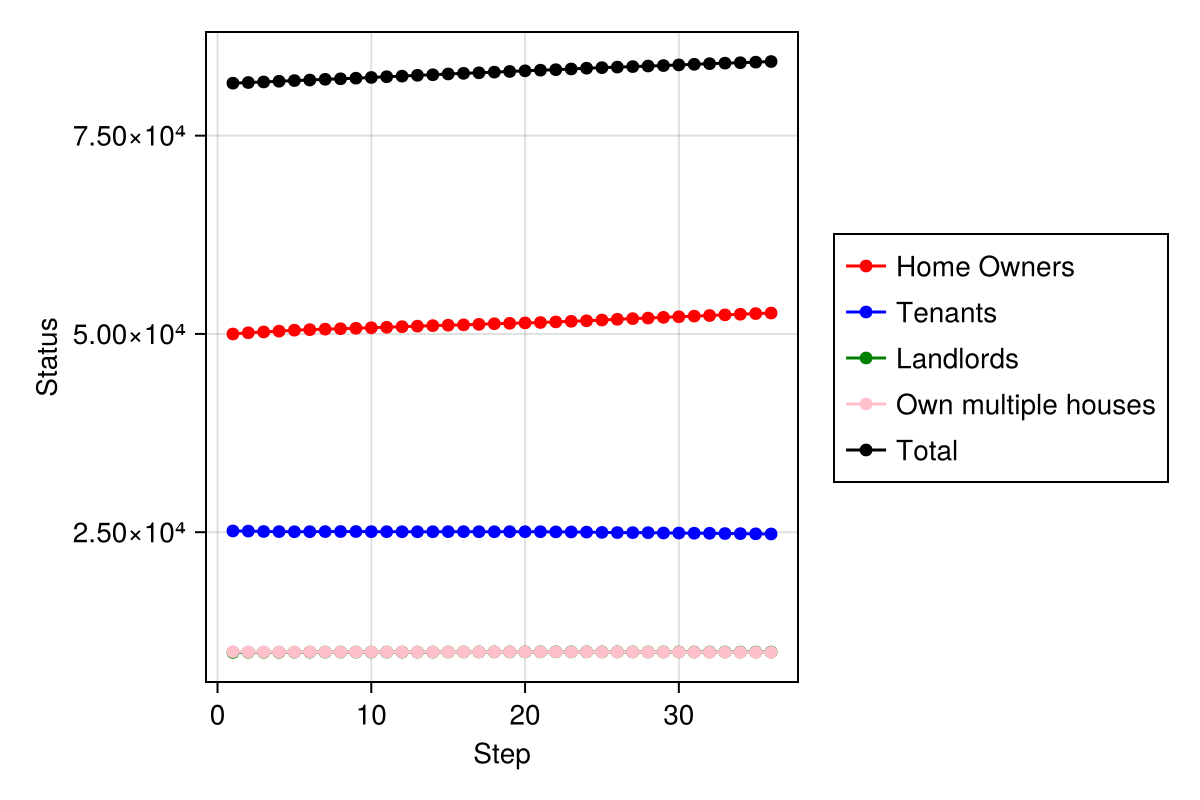 7.50×10⁴
5.00×10⁴
2.50×10⁴
Status
0 10 20 30
Step
Home Owners
Tenants
Landlords
Own multiple houses
Total